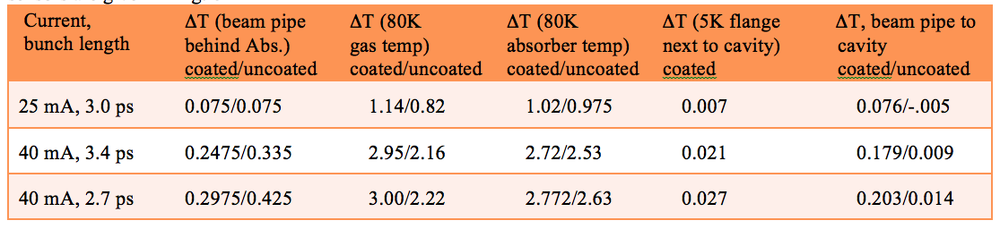 Current, bunch length | ΔT (beam pipe behind Abs.) coated/uncoated | ΔT (80K gas temp) coated/uncoated | ΔT (80K absorber temp) coated/uncoated | ΔT (5K flange next to cavity) coated | ΔT, beam pipe to cavity coated/uncoated
25 mA, 3.0 ps | 0.075/0.075 | 1.14/0.82 | 1.02/0.975 | 0.007 | 0.076/-.005
40 mA, 3.4 ps | 0.2475/0.335 | 2.95/2.16 | 2.72/2.53 | 0.021 | 0.179/0.009
40 mA, 2.7 ps | 0.2975/0.425 | 3.00/2.22 | 2.772/2.63 | 0.027 | 0.203/0.014